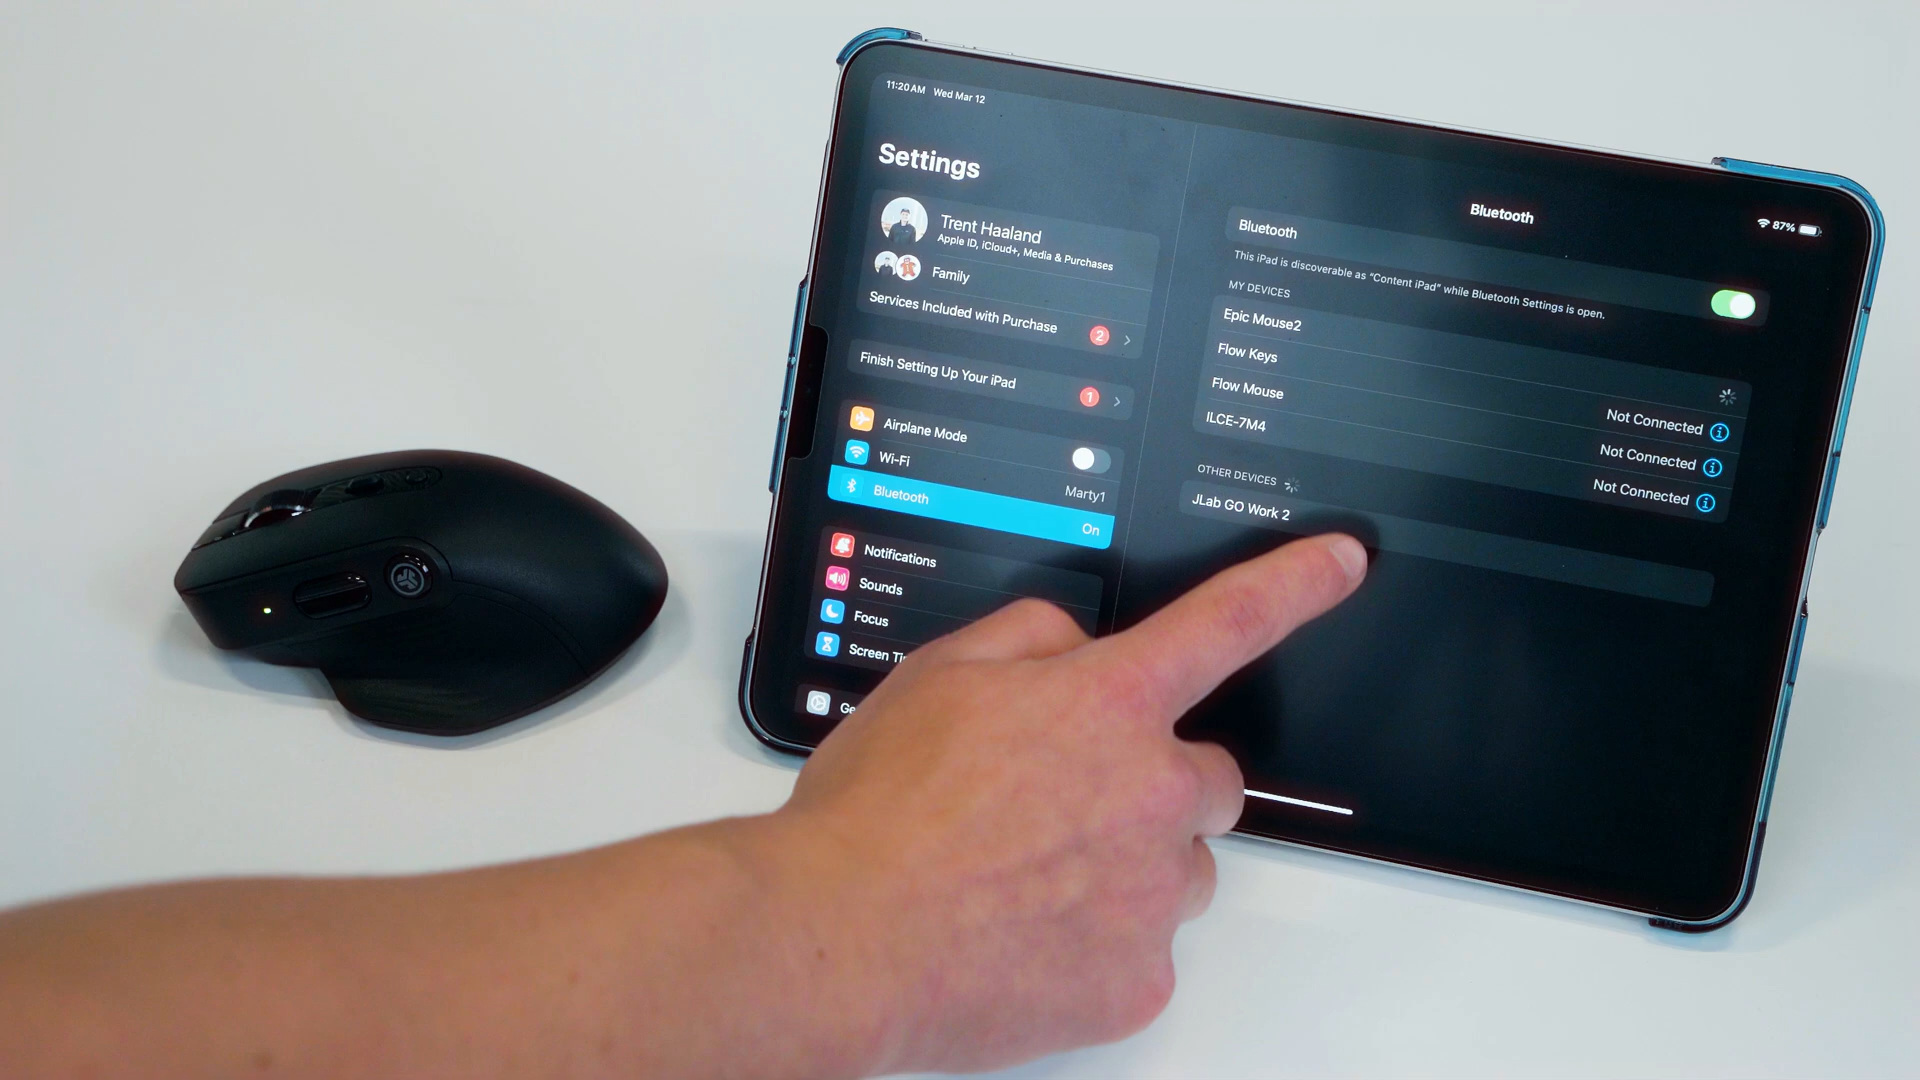 11:20 AM Wed Mar 12
87%
Settings
Trent Haaland
Apple ID, iCloud+, Media & Purchases
Family
Services Included with Purchase 2
Finish Setting Up Your iPad 1
Airplane Mode
Wi-Fi Marty1
Bluetooth On
Notifications
Sounds
Focus
Screen Ti
Ge
Bluetooth
Bluetooth
This iPad is discoverable as “Content iPad” while Bluetooth Settings is open.
MY DEVICES
Epic Mouse2
Flow Keys Not Connected
Flow Mouse Not Connected
ILCE-7M4 Not Connected
OTHER DEVICES
JLab GO Work 2